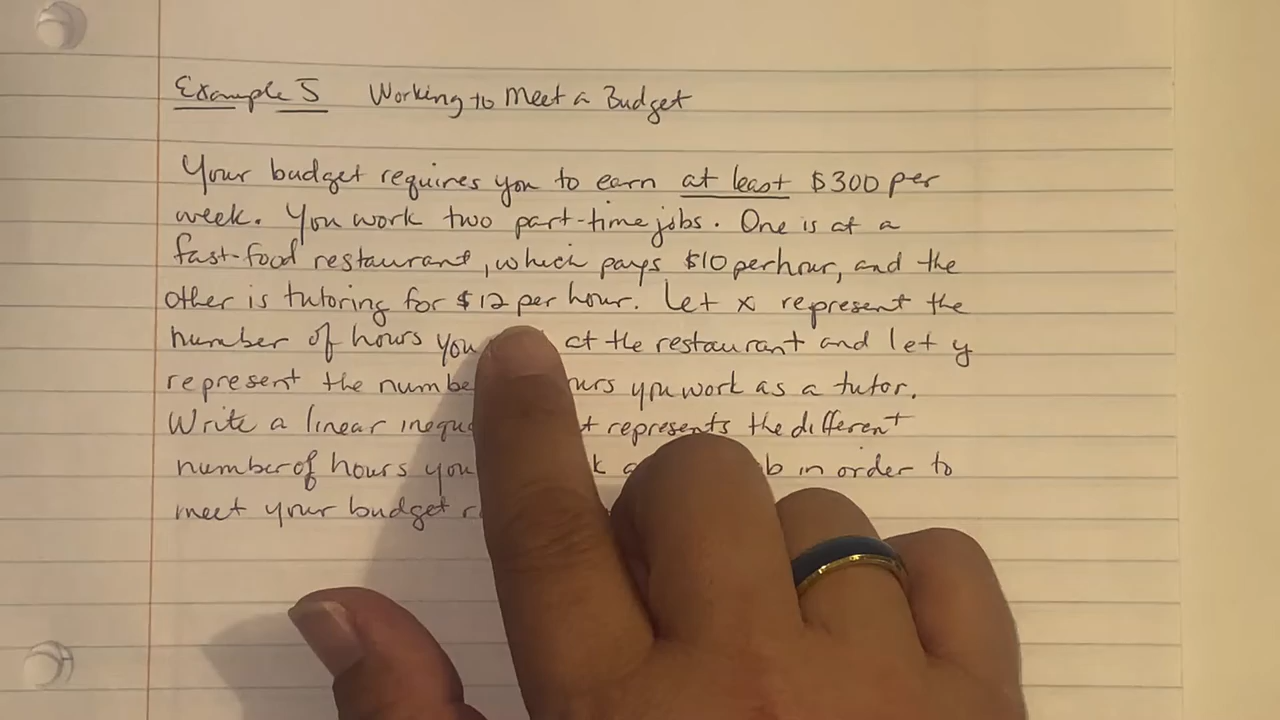 Example 5 Working to Meet a Budget
Your budget requires you to earn at least $300 per
week. You work two part-time jobs. One is at a
fast-food restaurant, which pays $10 per hour, and the
other is tutoring for $12 per hour. Let x represent the
number of hours you at the restaurant and let y
represent the you work as a tutor.
Write a linear represents the different
number of hours you in order to
meet your budget